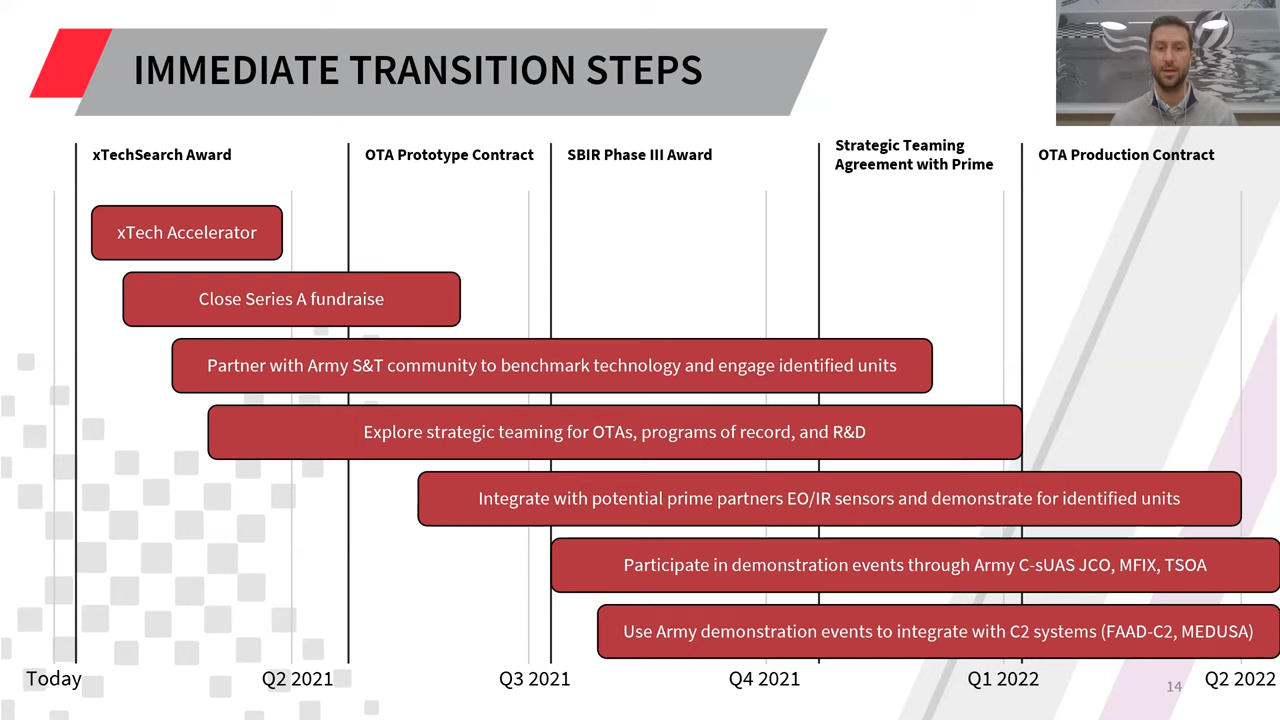 IMMEDIATE TRANSITION STEPS
xTechSearch Award
OTA Prototype Contract
SBIR Phase III Award
Strategic Teaming
Agreement with Prime
OTA Production Contract
xTech Accelerator
Close Series A fundraise
Partner with Army S&T community to benchmark technology and engage identified units
Explore strategic teaming for OTAs, programs of record, and R&D
Integrate with potential prime partners EO/IR sensors and demonstrate for identified units
Participate in demonstration events through Army C-sUAS JCO, MFIX, TSOA
Use Army demonstration events to integrate with C2 systems (FAAD-C2, MEDUSA)
Today
Q2 2021
Q3 2021
Q4 2021
Q1 2022
Q2 2022
14